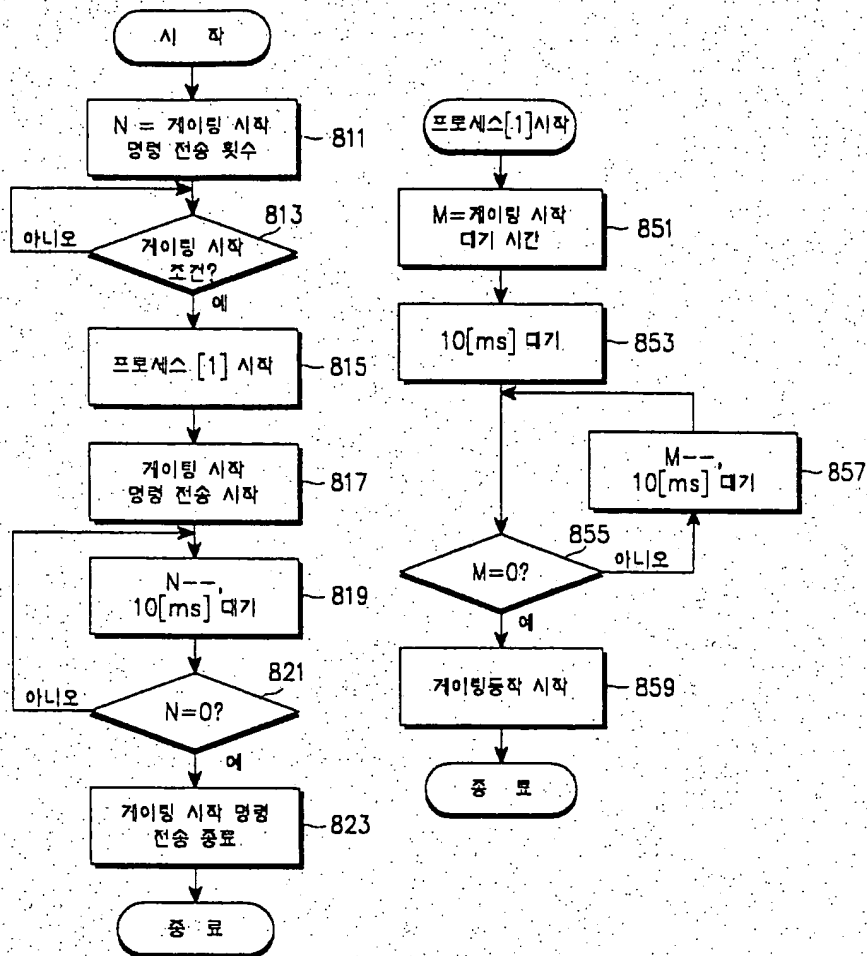 시 작
N = 게이팅 시작
명령 전송 횟수
811
813
게이팅 시작
조건?
아니오
예
프로세스 [1] 시작
815
게이팅 시작
명령 전송 시작
817
N--,
10[ms] 대기
819
821
N=0?
아니오
예
게이팅 시작 명령
전송 종료
823
종 료
프로세스[1]시작
M=게이팅 시작
대기 시간
851
10[ms] 대기
853
M--,
10[ms] 대기
857
855
M=0?
아니오
예
게이팅동작 시작
859
종 료